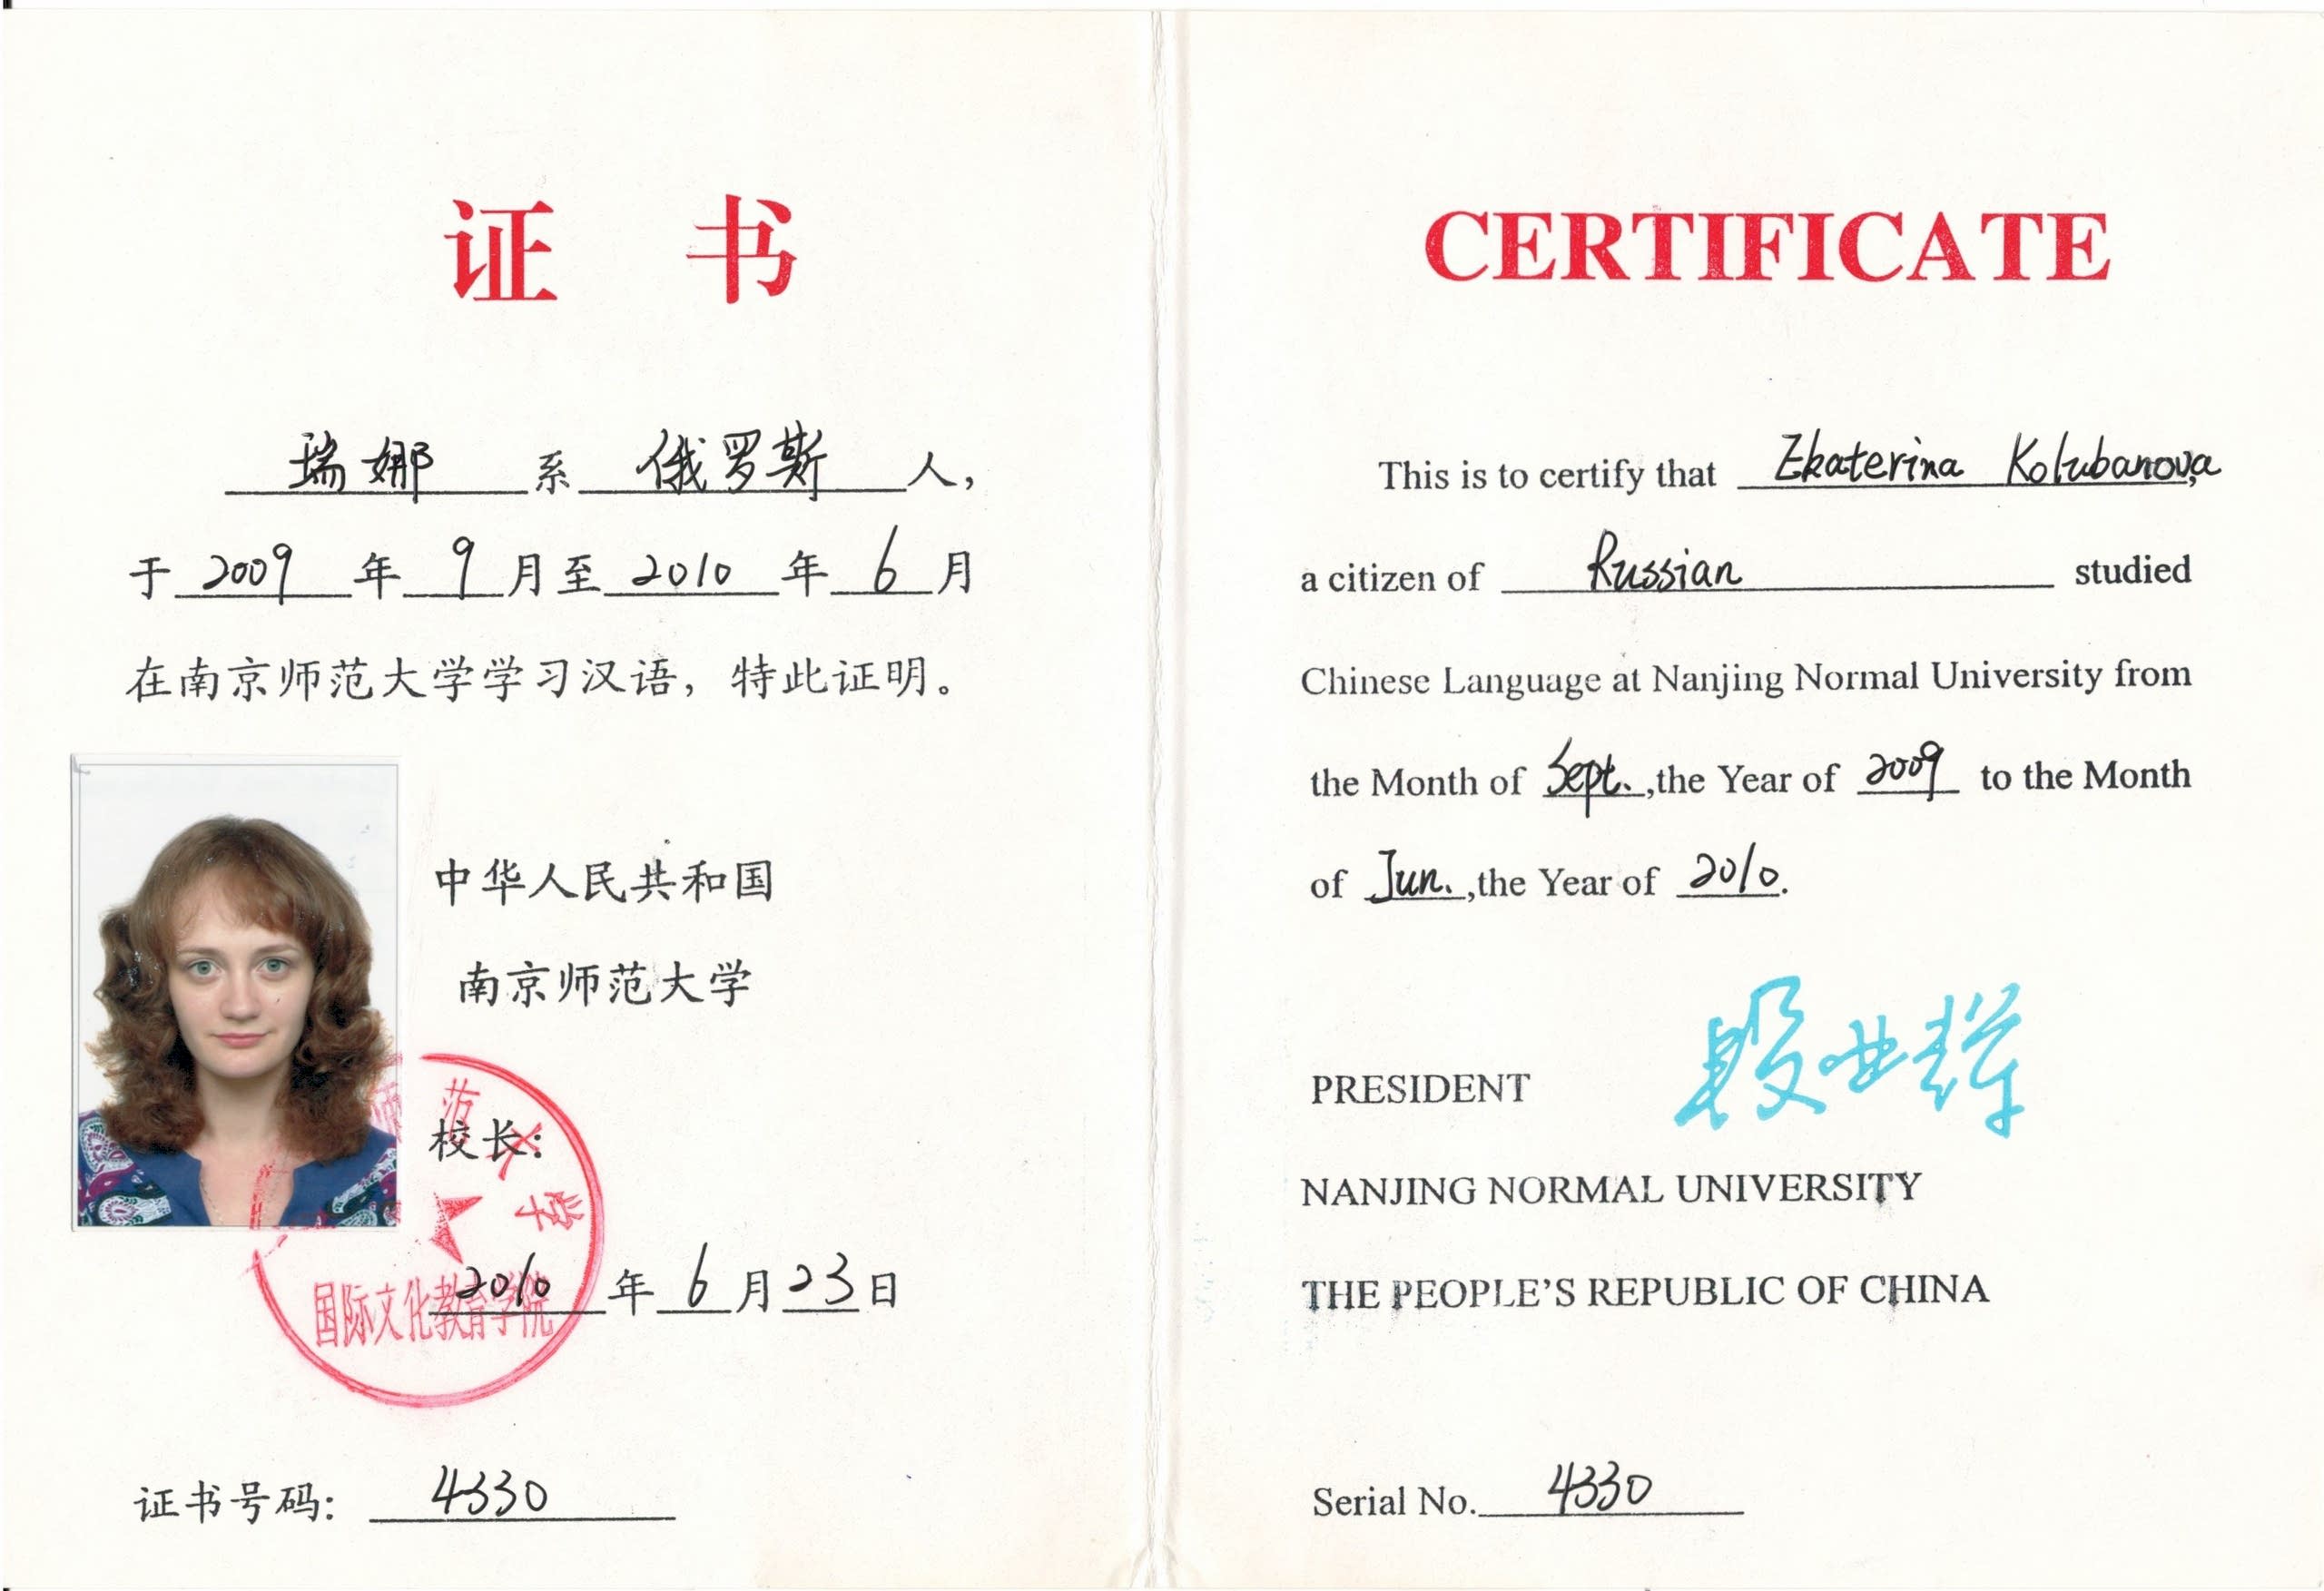 证 书
瑞娜 系 俄罗斯 人,
于 2009 年 9 月至 2010 年 6 月
在南京师范大学学习汉语，特此证明。
中华人民共和国
南京师范大学
校长:
师范大学
国际文化教育学院
2010 年 6 月 23 日
证书号码: 4330
CERTIFICATE
This is to certify that Ekaterina Kolubanova,
a citizen of Russian studied
Chinese Language at Nanjing Normal University from
the Month of Sept. ,the Year of 2009 to the Month
of Jun. ,the Year of 2010.
PRESIDENT
NANJING NORMAL UNIVERSITY
THE PEOPLE'S REPUBLIC OF CHINA
Serial No. 4330